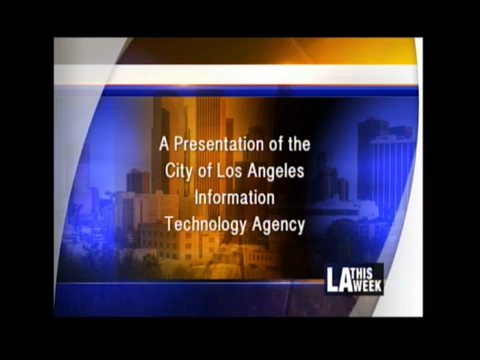 A Presentation of the
City of Los Angeles
Information
Technology Agency
LA THIS
WEEK